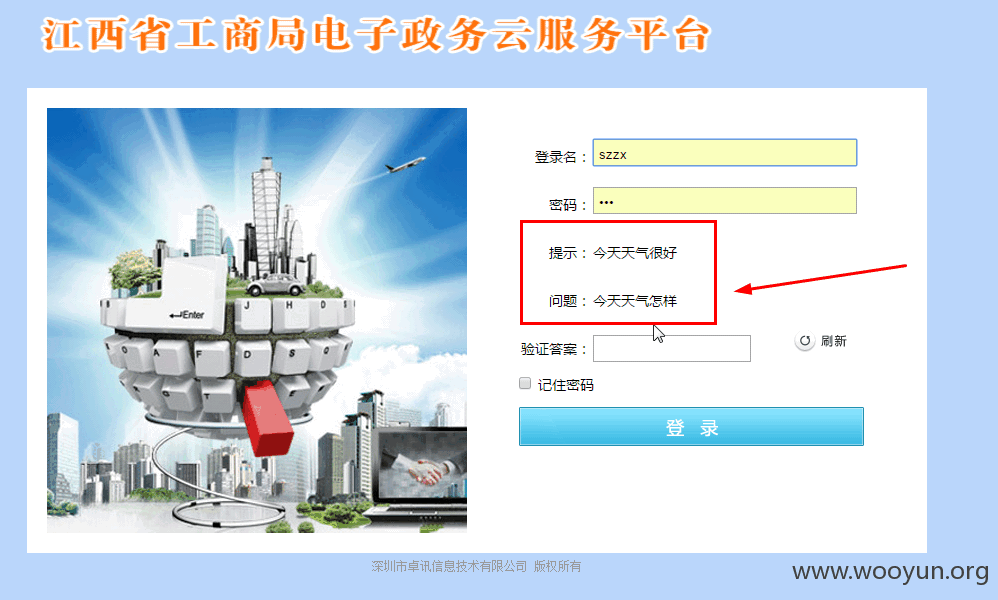 江西省工商局电子政务云服务平台
登录名： szzx
密码： •••
提示： 今天天气很好
问题： 今天天气怎样
验证答案：
刷新
记住密码
登 录
Enter
J H D S
O A F D S Q
深圳市卓讯信息技术有限公司 版权所有
www.wooyun.org